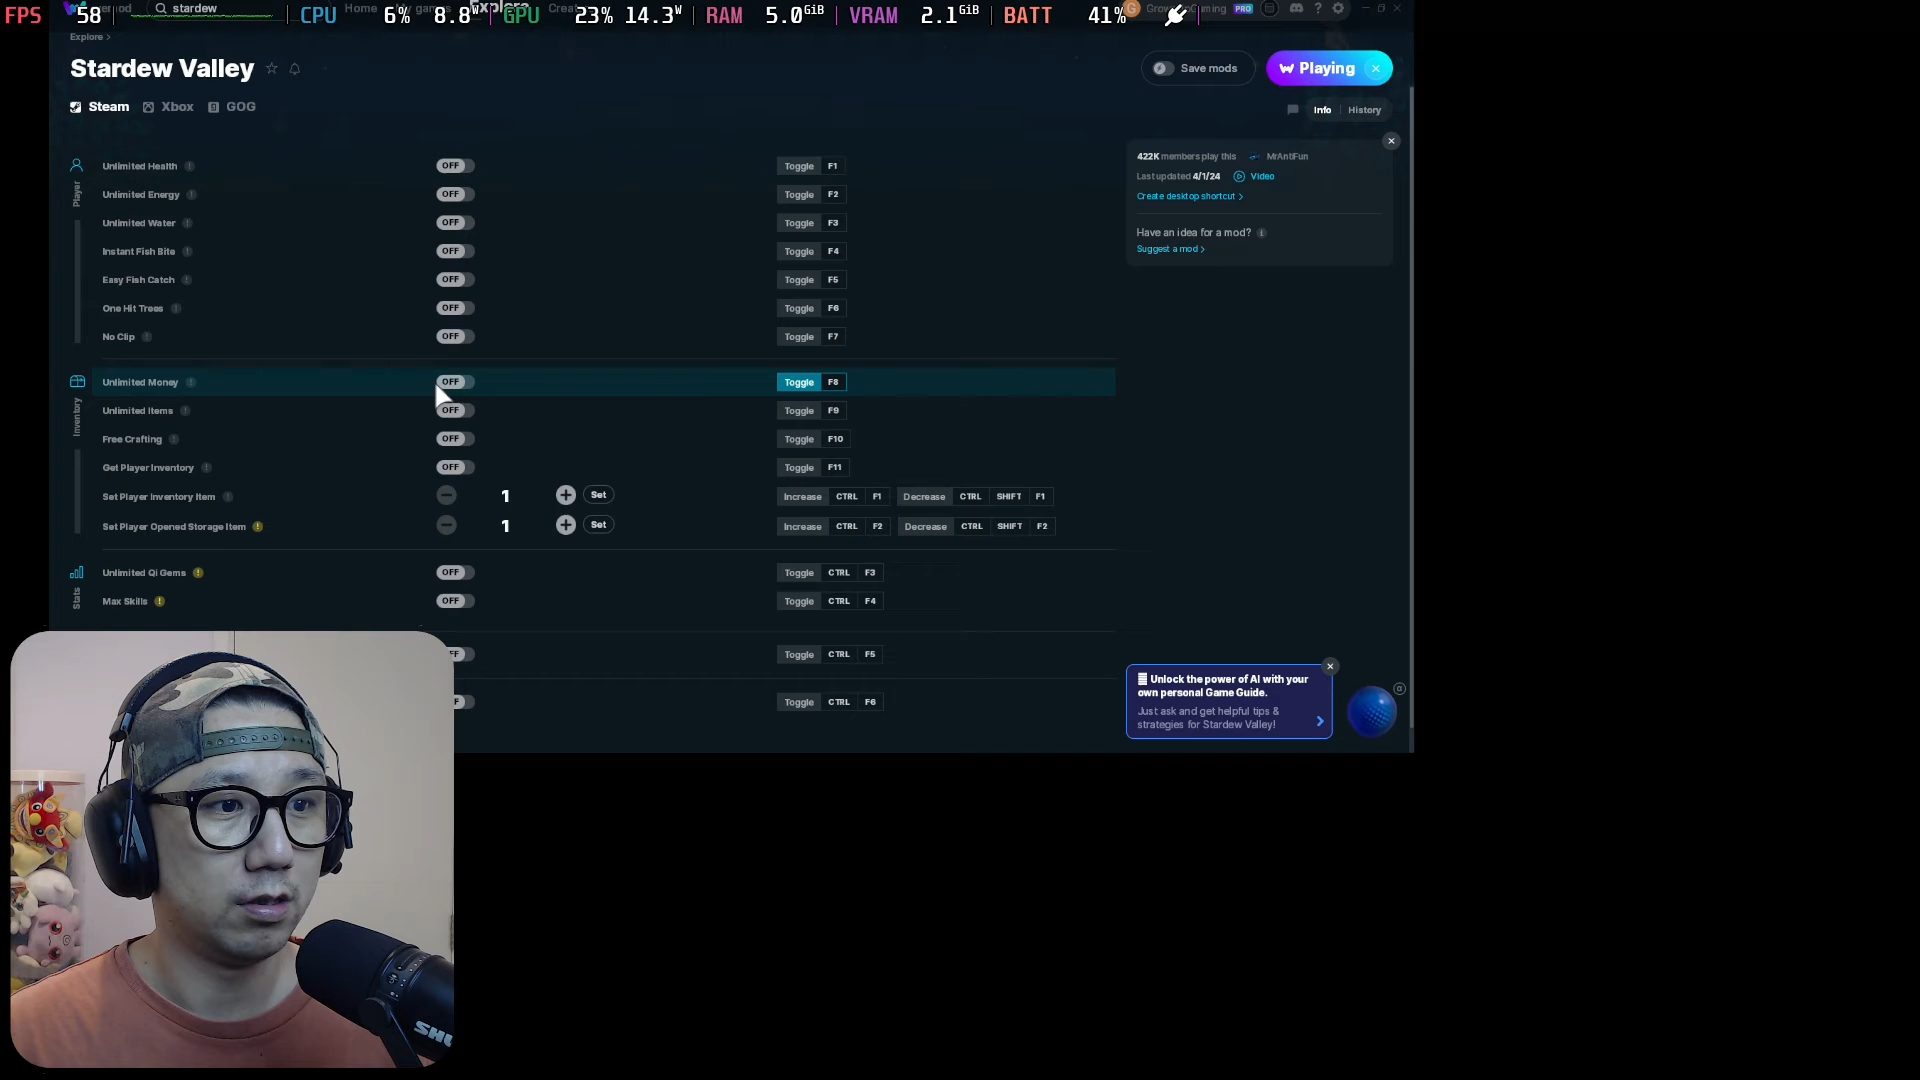 FPS 58 CPU 6% 8.8W GPU 23% 14.3W RAM 5.0GiB VRAM 2.1GiB BATT 41%
stardew Home My games Explore PRO
Explore >
Stardew Valley
Save mods
Playing
Steam Xbox GOG
Info History
Player
Unlimited Health OFF Toggle F1
Unlimited Energy OFF Toggle F2
Unlimited Water OFF Toggle F3
Instant Fish Bite OFF Toggle F4
Easy Fish Catch OFF Toggle F5
One Hit Trees OFF Toggle F6
No Clip OFF Toggle F7
Inventory
Unlimited Money OFF Toggle F8
Unlimited Items OFF Toggle F9
Free Crafting OFF Toggle F10
Get Player Inventory OFF Toggle F11
Set Player Inventory Item 1 Set Increase CTRL F1 Decrease CTRL SHIFT F1
Set Player Opened Storage Item 1 Set Increase CTRL F2 Decrease CTRL SHIFT F2
Stats
Unlimited Qi Gems OFF Toggle CTRL F3
Max Skills OFF Toggle CTRL F4
FF Toggle CTRL F5
FF Toggle CTRL F6
422K members play this MrAntiFun
Last updated 4/1/24 Video
Create desktop shortcut >
Have an idea for a mod?
Suggest a mod >
Unlock the power of AI with your
own personal Game Guide.
Just ask and get helpful tips &
strategies for Stardew Valley!
SHU